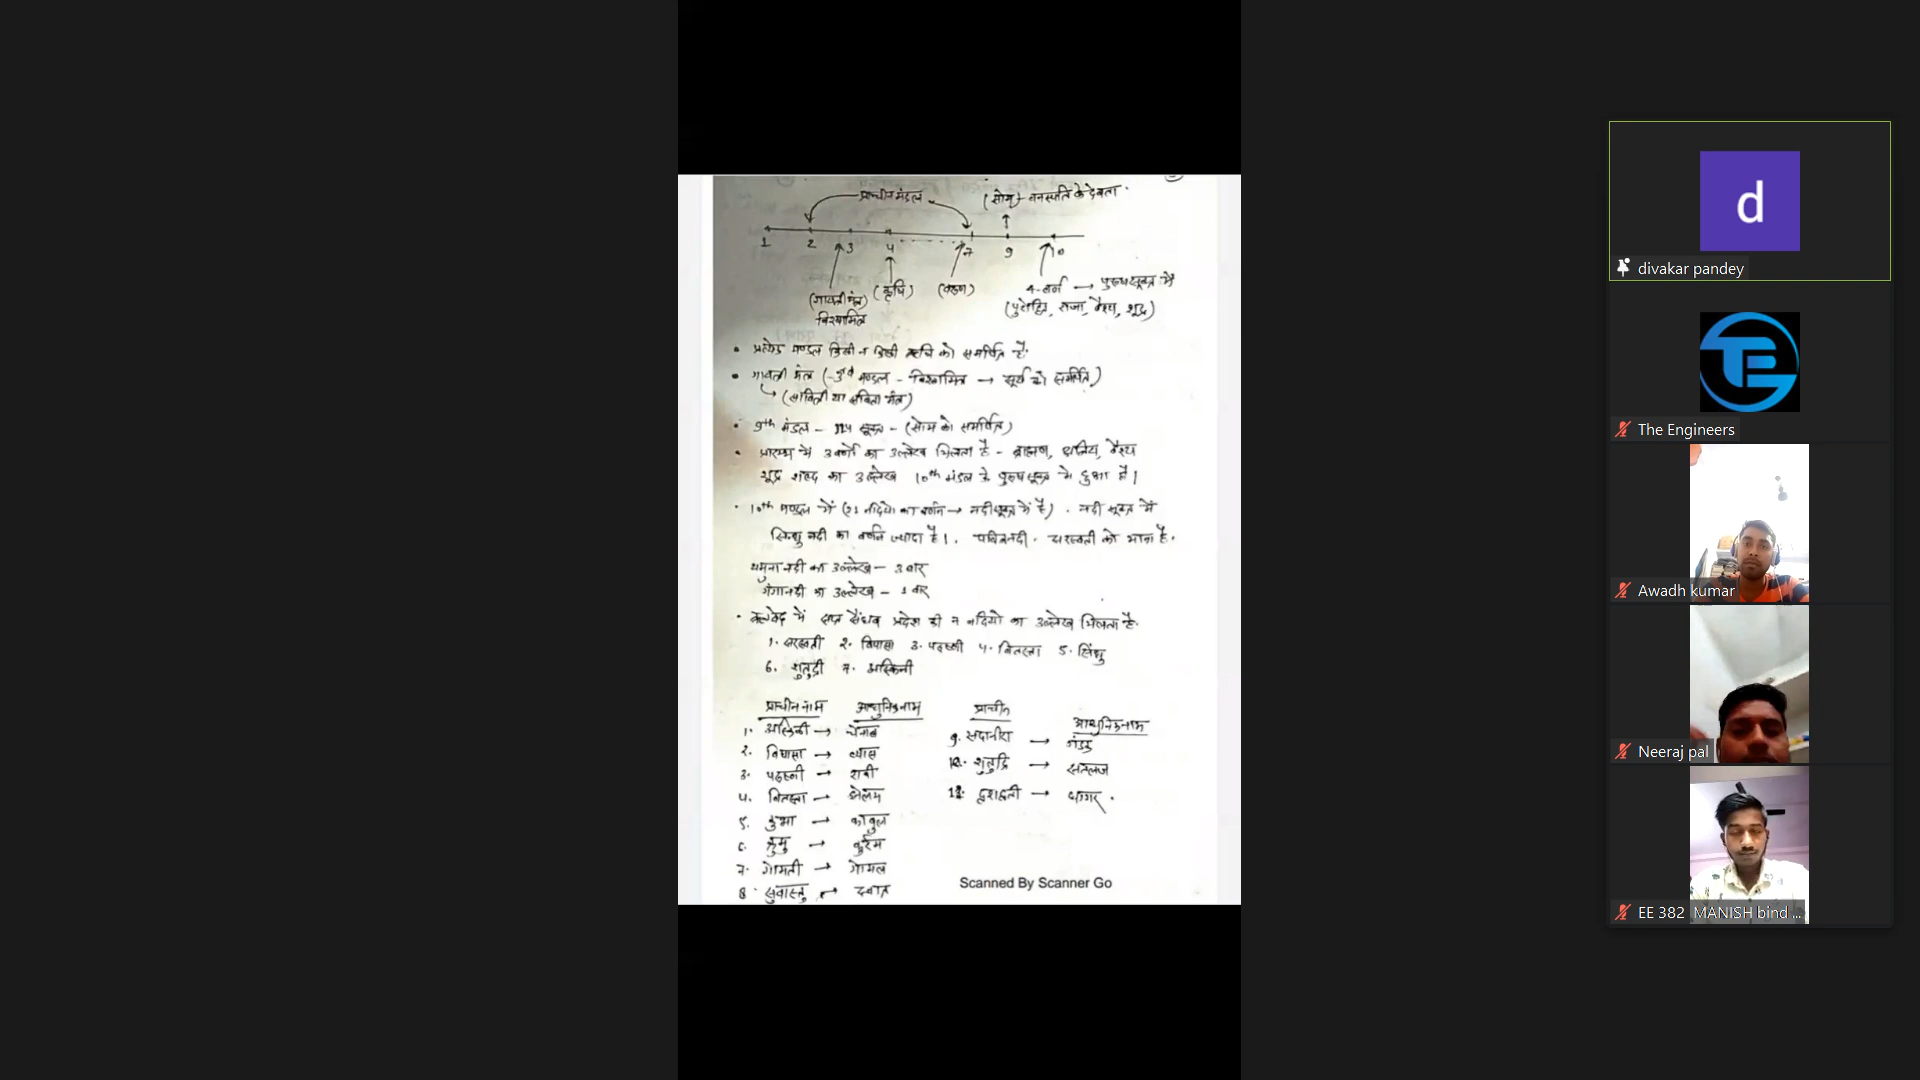 प्राचीन मंडल
(सोम) → वनस्पति के देवता.
1 2 3 4 7 9 10
(गायत्री मंत्र) (कृषि) (वरुण) 4-वर्ण → पुरुषसूक्त में
विश्वामित्र (पुरोहित, राजा, वैश्य, शूद्र)
• प्रत्येक मण्डल किसी न किसी ऋषि को समर्पित है.
• गायत्री मंत्र (-3rd मण्डल - विश्वामित्र → सूर्य को समर्पित)
↳ (सावित्री या सविता मंत्र)
• 9th मंडल - 114 सूक्त - (सोम को समर्पित)
• प्रारम्भ में 3 वर्णों का उल्लेख मिलता है - ब्राह्मण, क्षत्रिय, वैश्य
शूद्र शब्द का उल्लेख 10th मंडल के पुरुषसूक्त में हुआ है।
• 10th मण्डल में (21 नदियों का वर्णन → नदीसूक्त में है). नदी सूक्त में
सिन्धु नदी का वर्णन ज्यादा है।. पवित्रनदी. सरस्वती को माना है.
यमुना नदी का उल्लेख - 3 बार
गंगा नदी का उल्लेख - 1 बार
• ऋग्वेद में सप्त सैंधव प्रदेश की 7 नदियों का उल्लेख मिलता है.
1. सरस्वती 2. विपासा 3. परुष्णी 4. वितस्ता 5. सिंधु
6. शुतुद्री 7. अस्किनी
प्राचीन नाम आधुनिक नाम प्राचीन आधुनिक नाम
1. अस्किनी → चेनाब 9. सदानीरा → गंडक
2. विपासा → व्यास 10. शुतुद्रि → सतलज
3. परुष्णी → रावी 11. दृशद्वती → घग्गर.
4. वितस्ता → झेलम
5. कुभा → काबुल
6. क्रुमु → कुर्रम
7. गोमती → गोमल
8. सुवास्तु → स्वात
Scanned By Scanner Go
d
divakar pandey
The Engineers
Awadh kumar
Neeraj pal
EE 382 MANISH bind ...